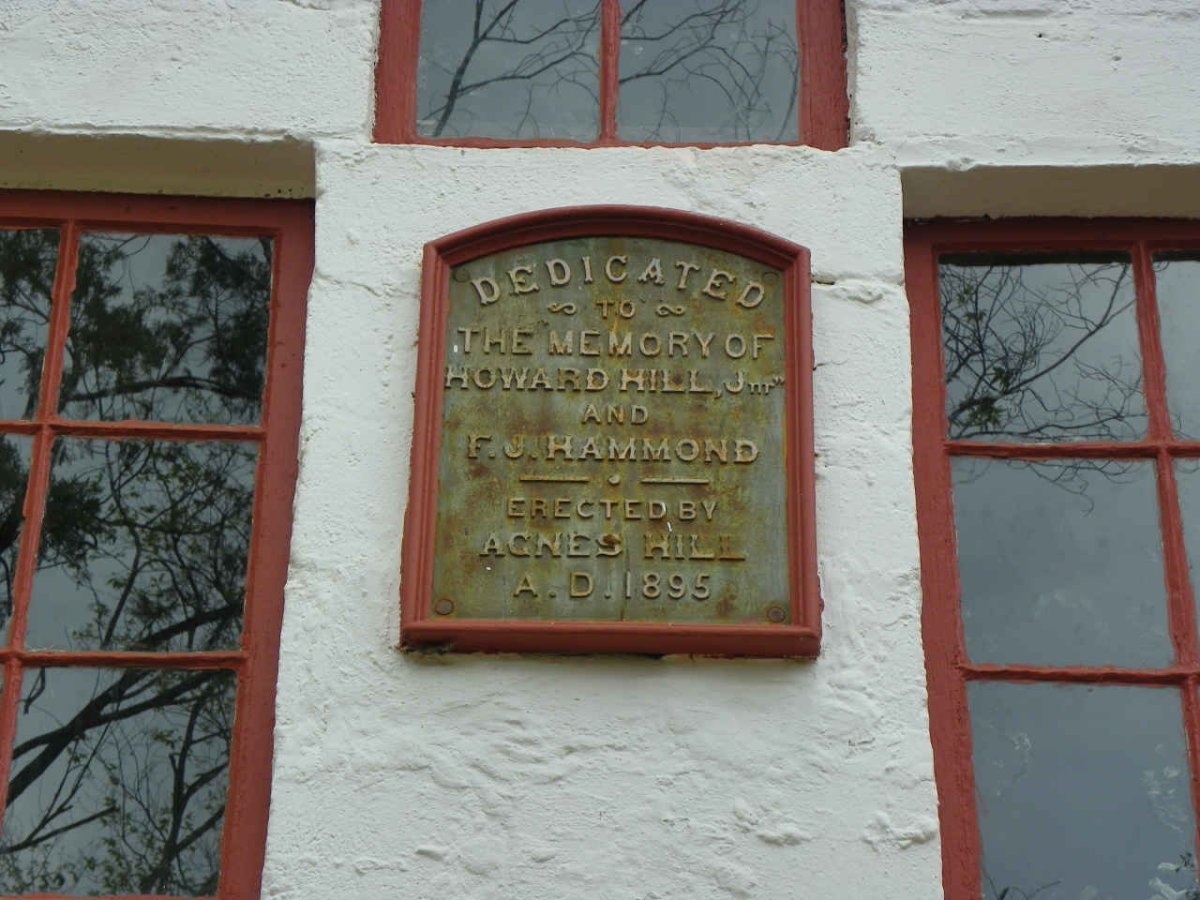 DEDICATED
TO
THE MEMORY OF
HOWARD HILL, Jnr
AND
F. J. HAMMOND
ERECTED BY
AGNES HILL
A. D. 1895